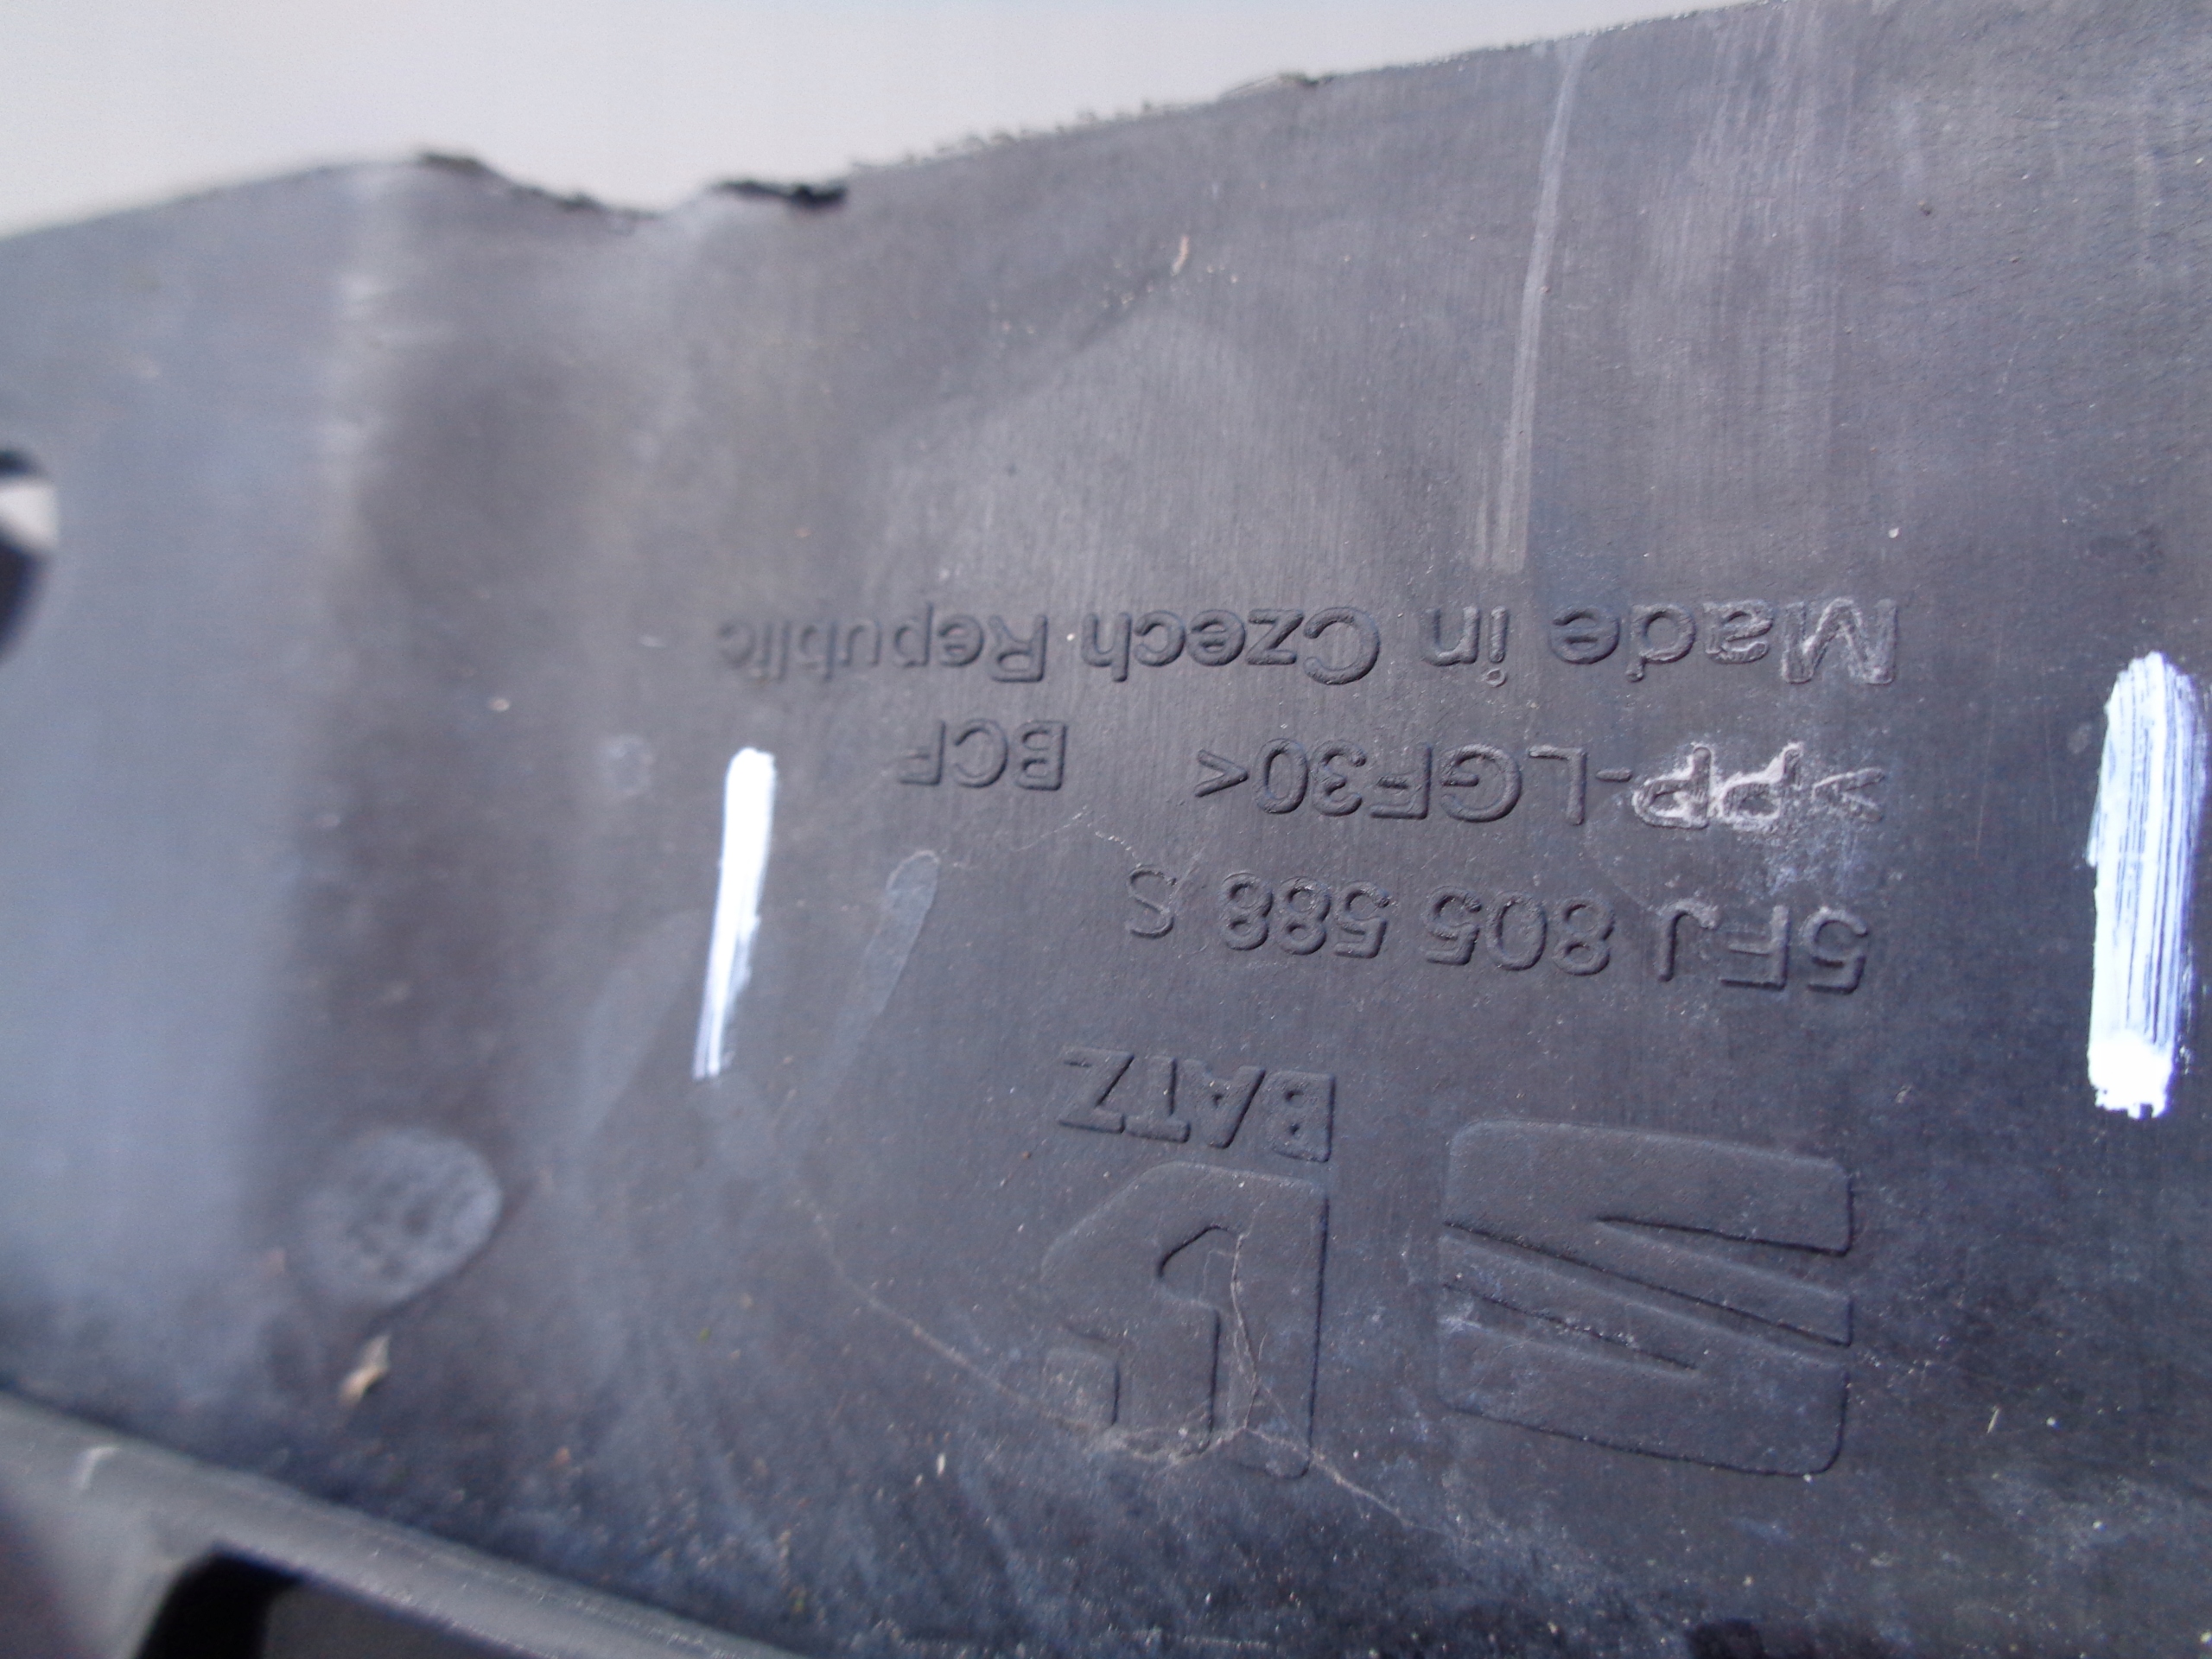 BATZ
5FJ 805 588 S
>PP-LGF30< BCF
Made in Czech Republic